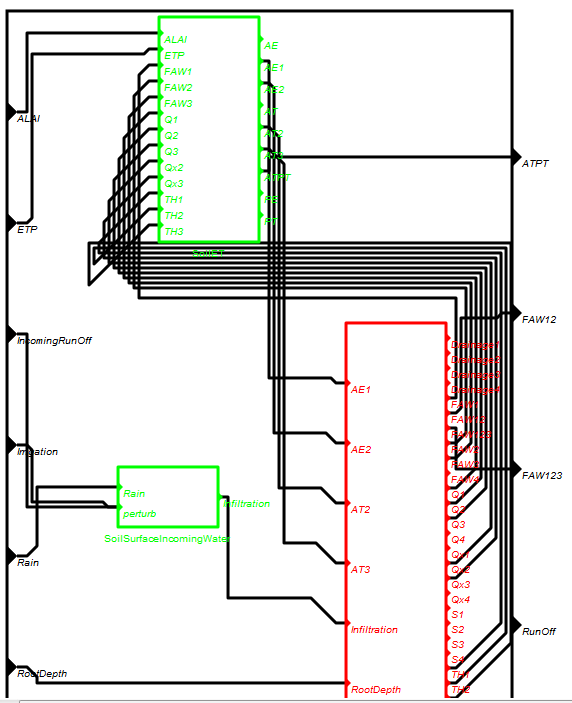 ALAI
ETP
IncomingRunOff
Irrigation
Rain
RootDepth
ALAI
ETP
FAW1
FAW2
FAW3
Q1
Q2
Q3
Qx2
Qx3
TH1
TH2
TH3
AE
AE1
AE2
AT
AT2
AT3
ATPT
PE
PT
SoilET
Rain
perturb
Infiltration
SoilSurfaceIncomingWater
AE1
AE2
AT2
AT3
Infiltration
RootDepth
Drainage1
Drainage2
Drainage3
Drainage4
FAW1
FAW12
FAW123
FAW2
FAW3
FAW4
Q1
Q2
Q3
Q4
Qx1
Qx2
Qx3
Qx4
S1
S2
S3
S4
TH1
TH2
ATPT
FAW12
FAW123
RunOff